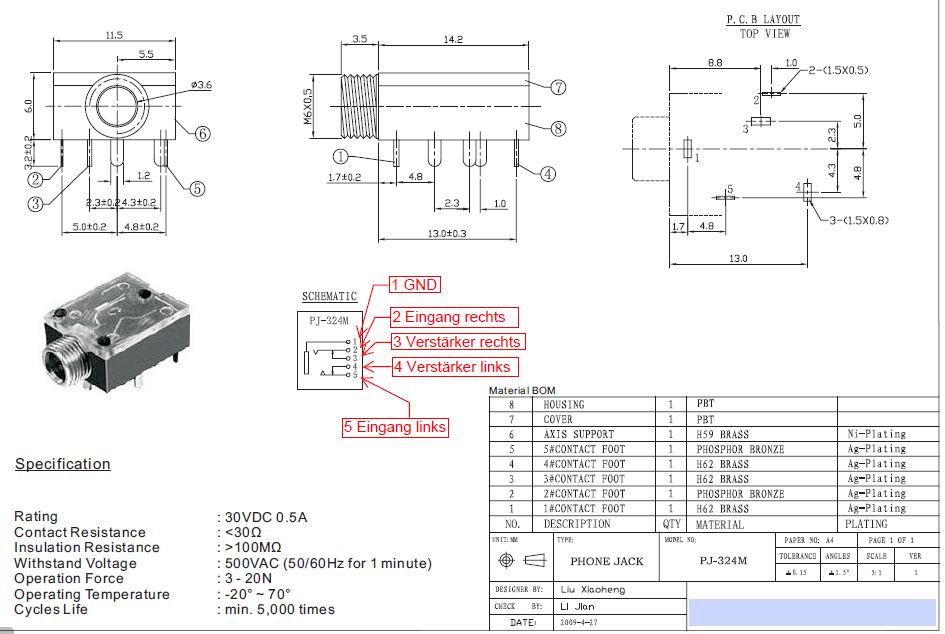 P.C.B LAYOUT
TOP VIEW
11.5
5.5
ø3.6
6.0
3.2±0.2
1.2
2.3±0.2
4.3±0.2
5.0±0.2
4.8±0.2
2
3
5
6
3.5
14.2
M6X0.5
1
7
8
4
1.7±0.2
4.8
2.3
1.0
13.0±0.3
8.8
1.0
2-(1.5X0.5)
2
3
1
5
4
2.3
5.0
4.3
4.8
3-(1.5X0.8)
1.7
4.8
13.0
SCHEMATIC
PJ-324M
1
2
3
4
5
1 GND
2 Eingang rechts
3 Verstärker rechts
4 Verstärker links
5 Eingang links
Specification
Rating : 30VDC 0.5A
Contact Resistance : <30Ω
Insulation Resistance : >100MΩ
Withstand Voltage : 500VAC (50/60Hz for 1 minute)
Operation Force : 3 - 20N
Operating Temperature : -20° ~ 70°
Cycles Life : min. 5,000 times
Material BOM
8 HOUSING 1 PBT
7 COVER 1 PBT
6 AXIS SUPPORT 1 H59 BRASS Ni-Plating
5 5#CONTACT FOOT 1 PHOSPHOR BRONZE Ag-Plating
4 4#CONTACT FOOT 1 H62 BRASS Ag-Plating
3 3#CONTACT FOOT 1 H62 BRASS Ag-Plating
2 2#CONTACT FOOT 1 PHOSPHOR BRONZE Ag-Plating
1 1#CONTACT FOOT 1 H62 BRASS Ag-Plating
NO. DESCRIPTION QTY MATERIAL PLATING
UNIT:MM TYPE: MODEL NO: PAPER NO: A4 PAGE 1 OF 1
PHONE JACK PJ-324M
TOLERANCE ANGLES SCALE VER
±0.15 ±1.5° 3:1 1
DESIGNER BY: Liu Xiaoheng
CHECK BY: LI Jian
DATE: 2009-4-27